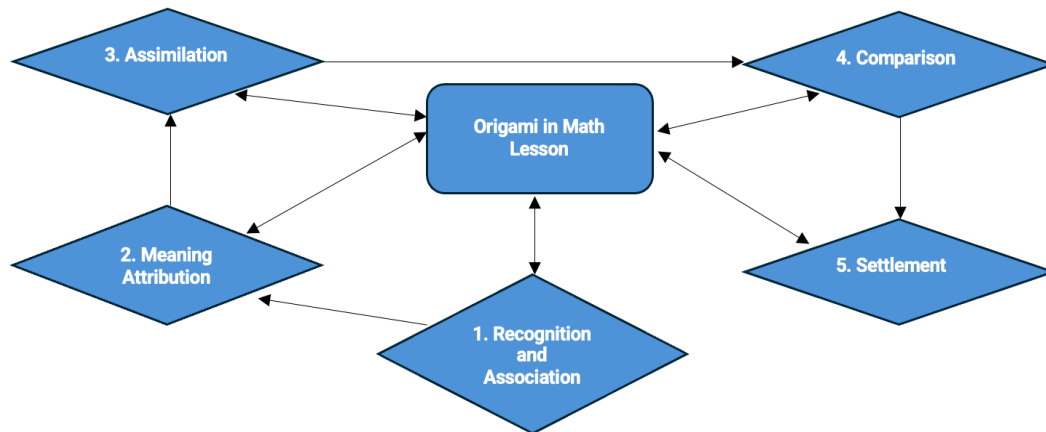 3. Assimilation
4. Comparison
Origami in Math
Lesson
2. Meaning
Attribution
5. Settlement
1. Recognition
and
Association